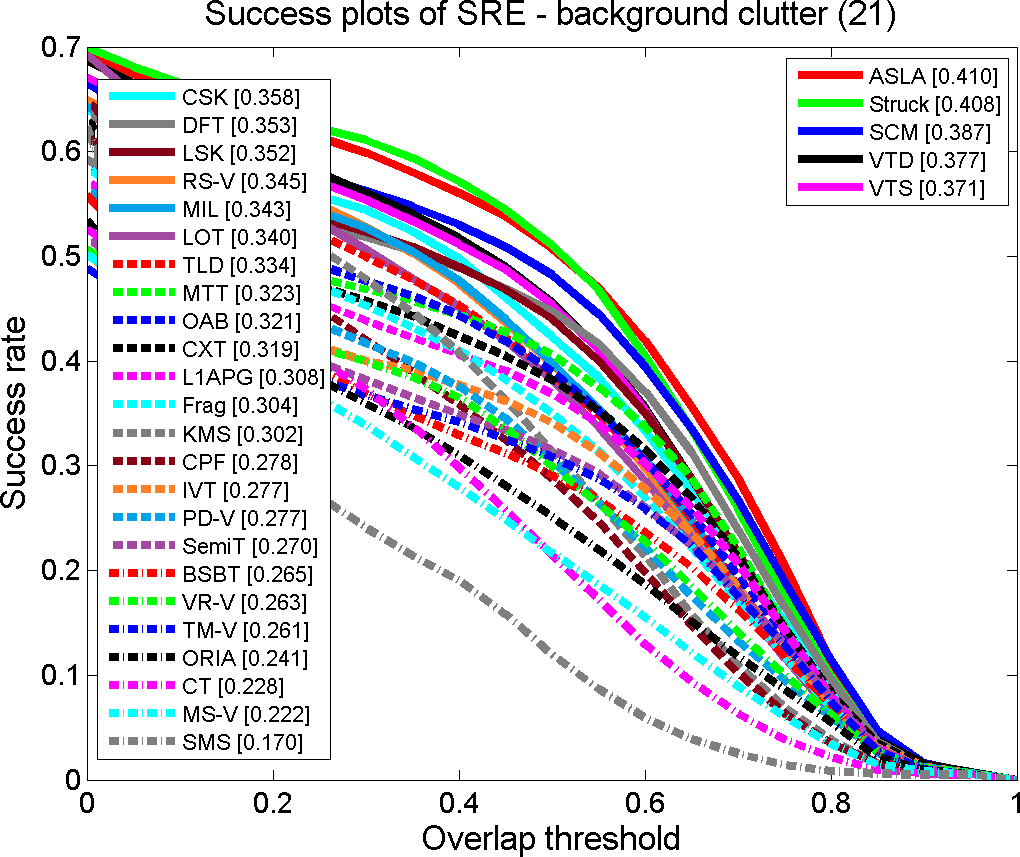 Success plots of SRE - background clutter (21)
0.7
0.6
0.5
0.4
0.3
0.2
0.1
0
Success rate
CSK [0.358]
DFT [0.353]
LSK [0.352]
RS-V [0.345]
MIL [0.343]
LOT [0.340]
TLD [0.334]
MTT [0.323]
OAB [0.321]
CXT [0.319]
L1APG [0.308]
Frag [0.304]
KMS [0.302]
CPF [0.278]
IVT [0.277]
PD-V [0.277]
SemiT [0.270]
BSBT [0.265]
VR-V [0.263]
TM-V [0.261]
ORIA [0.241]
CT [0.228]
MS-V [0.222]
SMS [0.170]
ASLA [0.410]
Struck [0.408]
SCM [0.387]
VTD [0.377]
VTS [0.371]
0 0.2 0.4 0.6 0.8 1
Overlap threshold